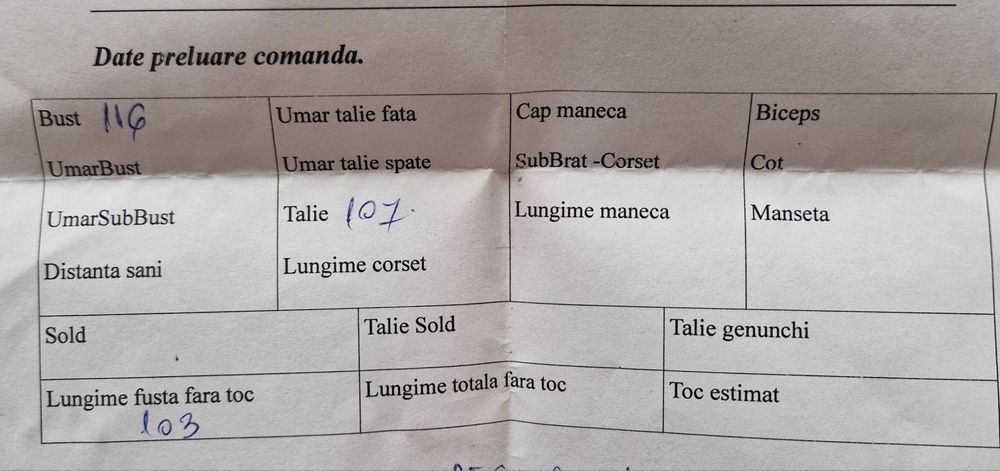 Date preluare comanda.
Bust 116 Umar talie fata Cap maneca Biceps
UmarBust Umar talie spate SubBrat -Corset Cot
UmarSubBust Talie 107. Lungime maneca Manseta
Distanta sani Lungime corset
Sold Talie Sold Talie genunchi
Lungime fusta fara toc Lungime totala fara toc Toc estimat
103